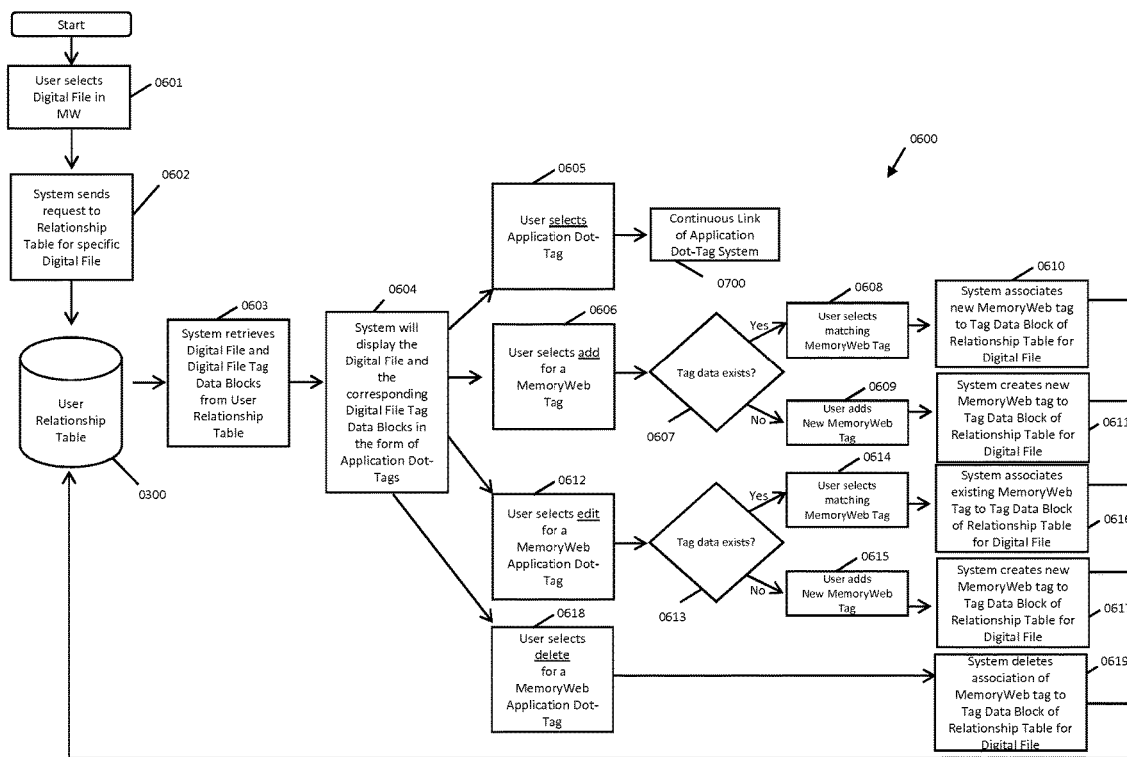 Start
0601
User selects
Digital File in
MW
0602
System sends
request to
Relationship
Table for specific
Digital File
User
Relationship
Table
0300
0603
System retrieves
Digital File and
Digital File Tag
Data Blocks
from User
Relationship
Table
0604
System will
display the
Digital File and
the
corresponding
Digital File Tag
Data Blocks in
the form of
Application Dot-
Tags
0600
0605
User selects
Application Dot-
Tag
Continuous Link
of Application
Dot-Tag System
0700
0606
User selects add
for a
MemoryWeb
Tag
Tag data exists?
0607
Yes
No
0608
User selects
matching
MemoryWeb Tag
0609
User adds
New MemoryWeb
Tag
0610
System associates
new MemoryWeb tag
to Tag Data Block of
Relationship Table for
Digital File
System creates new
MemoryWeb tag to
Tag Data Block of
Relationship Table for
Digital File
0611
0612
User selects edit
for a
MemoryWeb
Application Dot-
Tag
Tag data exists?
0613
Yes
No
0614
User selects
matching
MemoryWeb Tag
0615
User adds
New MemoryWeb
Tag
System associates
existing MemoryWeb
Tag to Tag Data Block
of Relationship Table
for Digital File
0616
System creates new
MemoryWeb tag to
Tag Data Block of
Relationship Table for
Digital File
0617
0618
User selects
delete
for a
MemoryWeb
Application Dot-
Tag
System deletes
association of
MemoryWeb tag to
Tag Data Block of
Relationship Table
for Digital File
0619